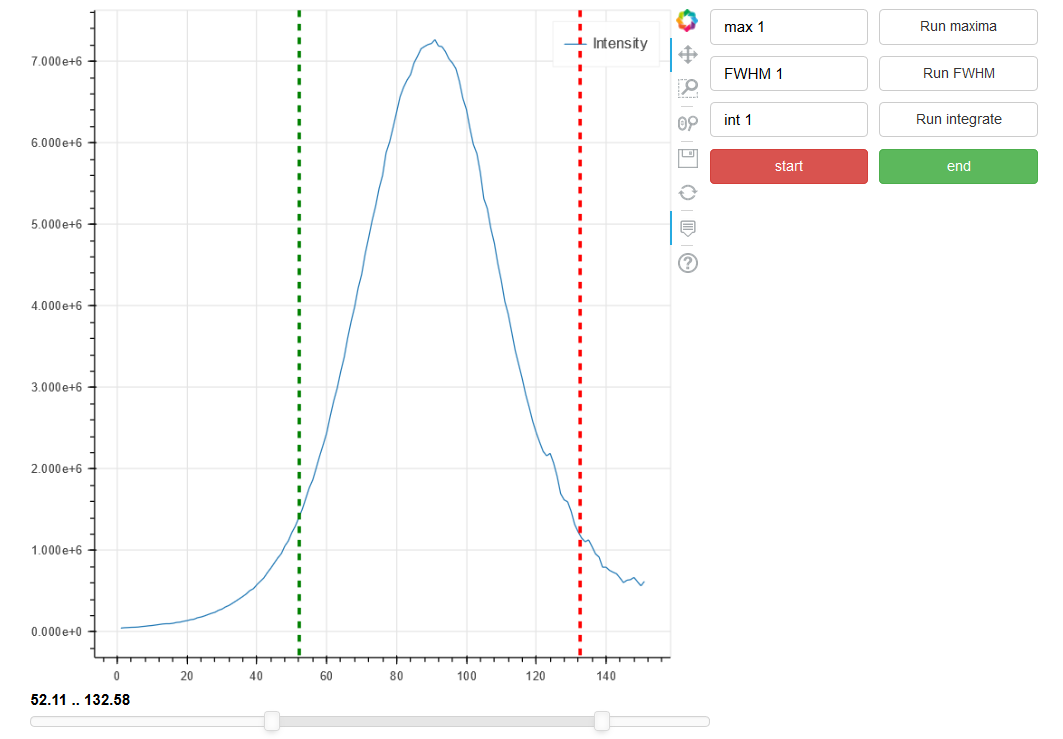 Intensity
7.000e+6
6.000e+6
5.000e+6
4.000e+6
3.000e+6
2.000e+6
1.000e+6
0.000e+0
0 20 40 60 80 100 120 140
52.11 .. 132.58
max 1
Run maxima
FWHM 1
Run FWHM
int 1
Run integrate
start
end